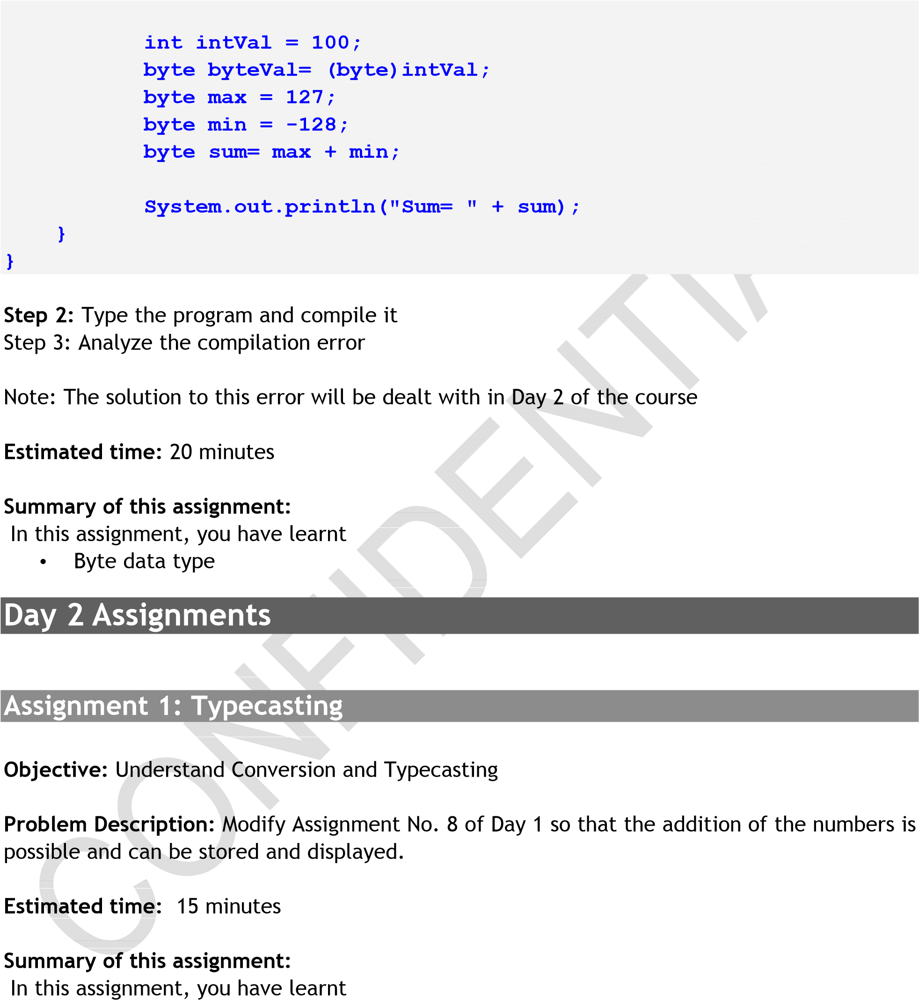 int intVal = 100;
byte byteVal= (byte)intVal;
byte max = 127;
byte min = -128;
byte sum= max + min;
System.out.println("Sum= " + sum);
}
}
Step 2: Type the program and compile it
Step 3: Analyze the compilation error
Note: The solution to this error will be dealt with in Day 2 of the course
Estimated time: 20 minutes
Summary of this assignment:
In this assignment, you have learnt
• Byte data type
Day 2 Assignments
Assignment 1: Typecasting
Objective: Understand Conversion and Typecasting
Problem Description: Modify Assignment No. 8 of Day 1 so that the addition of the numbers is
possible and can be stored and displayed.
Estimated time: 15 minutes
Summary of this assignment:
In this assignment, you have learnt
CONFIDENTIA